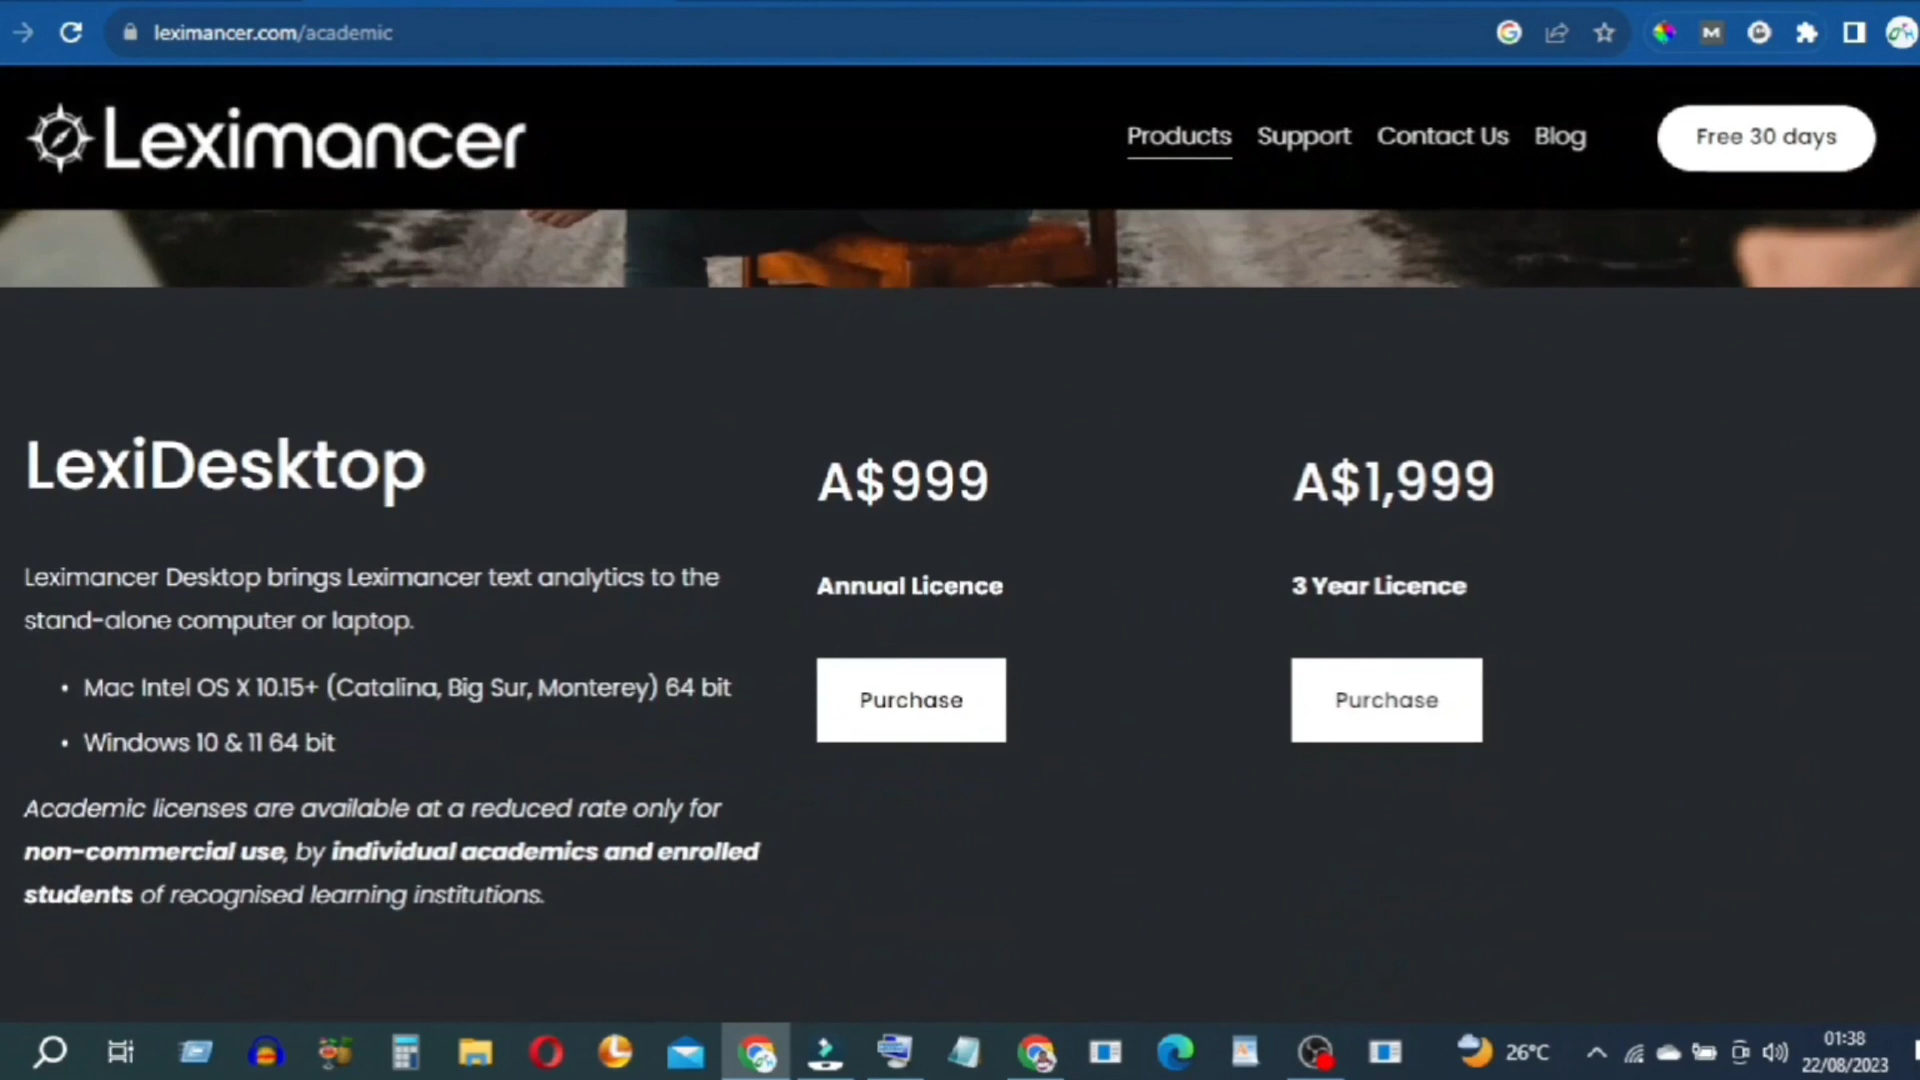 leximancer.com/academic
Leximancer
Products Support Contact Us Blog Free 30 days
LexiDesktop
A$999
A$1,999
Leximancer Desktop brings Leximancer text analytics to the
stand-alone computer or laptop.
Annual Licence
3 Year Licence
• Mac Intel OS X 10.15+ (Catalina, Big Sur, Monterey) 64 bit
• Windows 10 & 11 64 bit
Purchase
Purchase
Academic licenses are available at a reduced rate only for
non-commercial use, by individual academics and enrolled
students of recognised learning institutions.
26°C
01:38
22/08/2023